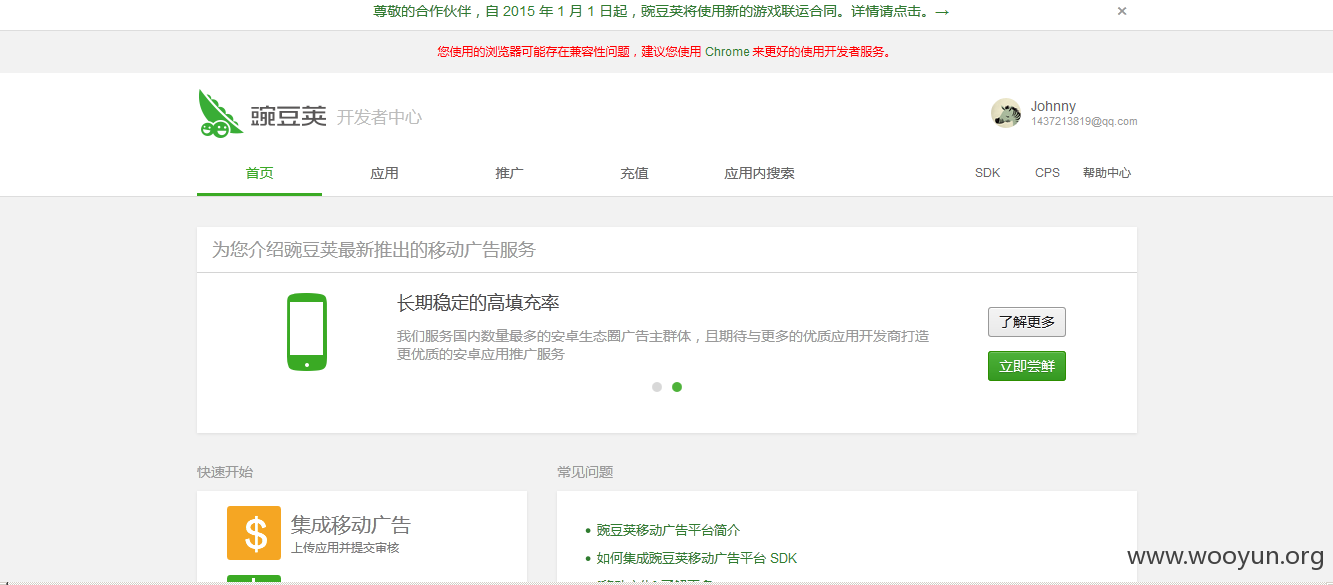 尊敬的合作伙伴，自 2015 年 1 月 1 日起，豌豆荚将使用新的游戏联运合同。详情请点击。→ ×
您使用的浏览器可能存在兼容性问题，建议您使用 Chrome 来更好的使用开发者服务。
豌豆荚 开发者中心
Johnny
1437213819@qq.com
首页 应用 推广 充值 应用内搜索 SDK CPS 帮助中心
为您介绍豌豆荚最新推出的移动广告服务
长期稳定的高填充率
我们服务国内数量最多的安卓生态圈广告主群体，且期待与更多的优质应用开发商打造
更优质的安卓应用推广服务
了解更多
立即尝鲜
快速开始
常见问题
$ 集成移动广告
上传应用并提交审核
• 豌豆荚移动广告平台简介
• 如何集成豌豆荚移动广告平台 SDK
www.wooyun.org